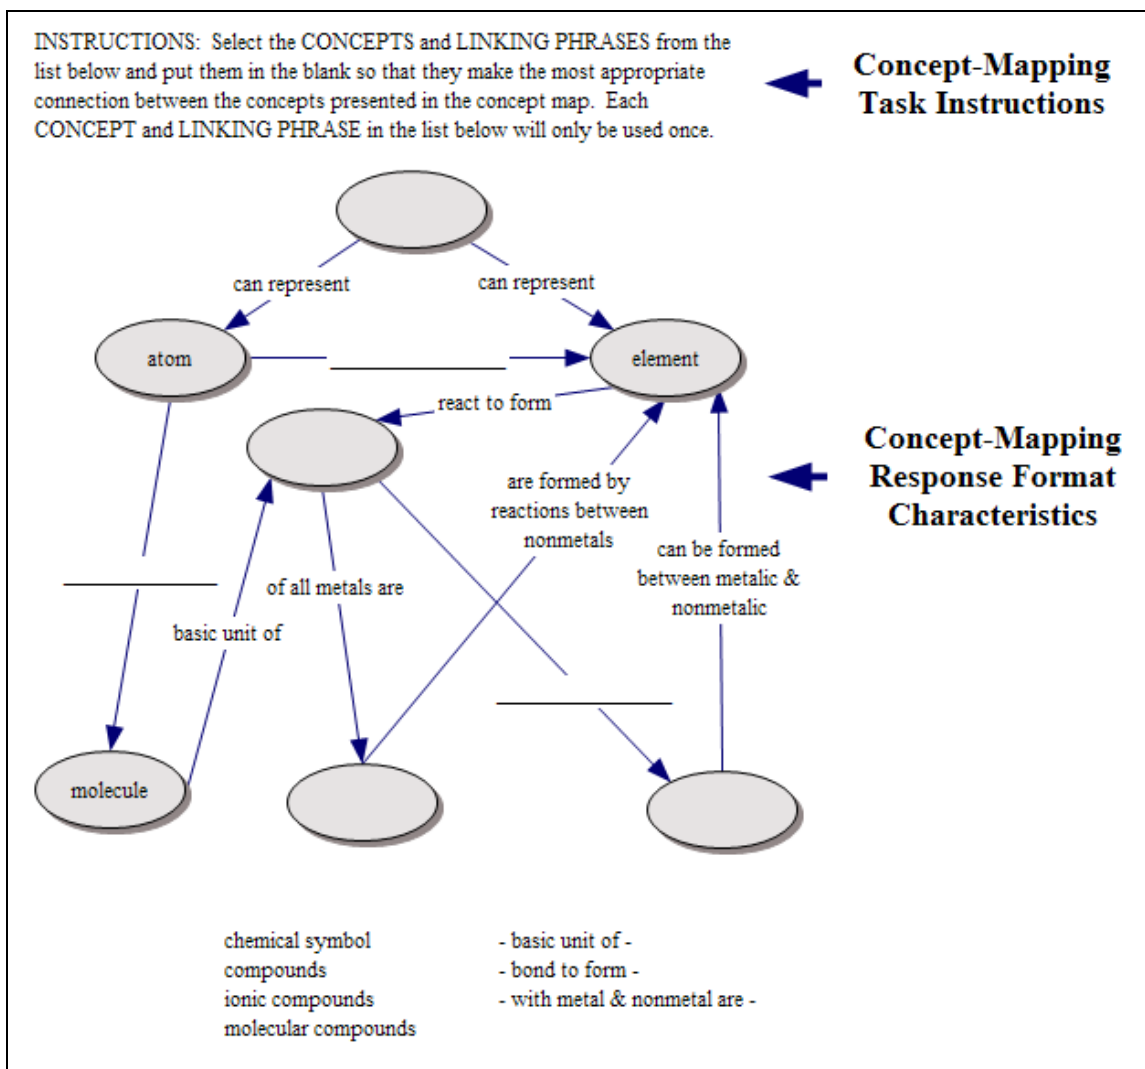 INSTRUCTIONS: Select the CONCEPTS and LINKING PHRASES from the
list below and put them in the blank so that they make the most appropriate
connection between the concepts presented in the concept map. Each
CONCEPT and LINKING PHRASE in the list below will only be used once.
Concept-Mapping
Task Instructions
can represent
can represent
atom
element
react to form
Concept-Mapping
Response Format
Characteristics
are formed by
reactions between
nonmetals
can be formed
between metalic &
nonmetalic
of all metals are
basic unit of
molecule
chemical symbol
compounds
ionic compounds
molecular compounds
- basic unit of -
- bond to form -
- with metal & nonmetal are -